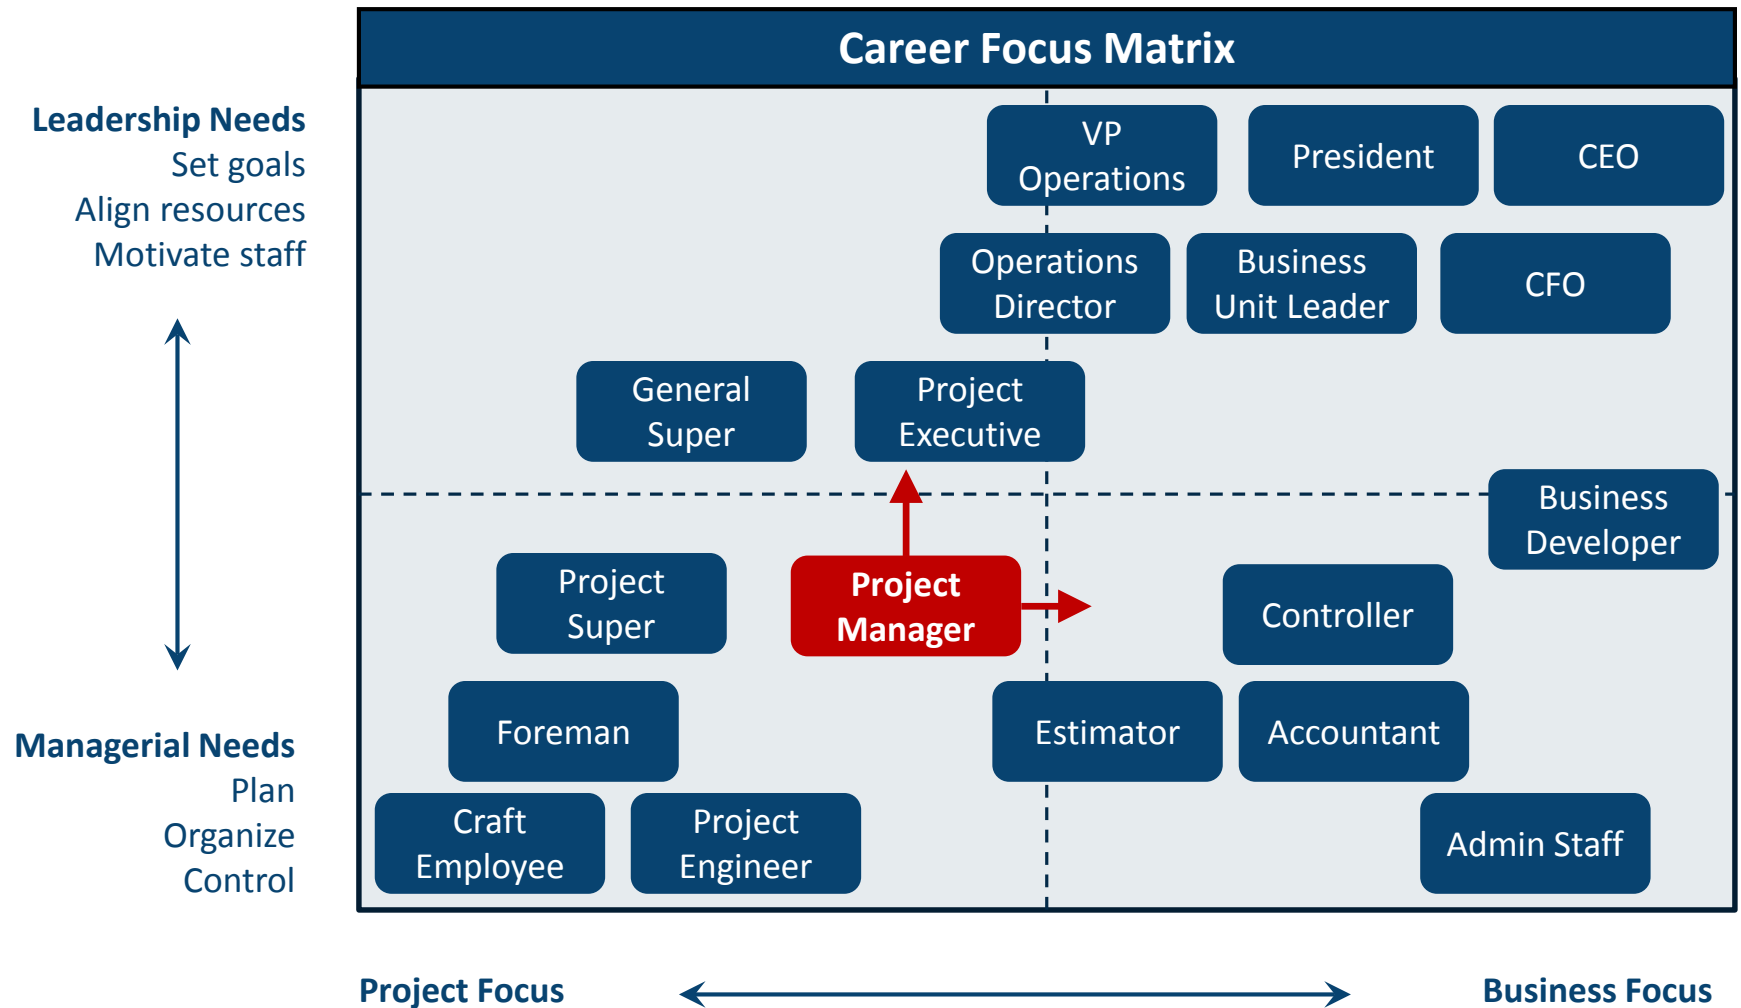 Career Focus Matrix
Leadership Needs
Set goals
Align resources
Motivate staff
VP
Operations
President
CEO
Operations
Director
Business
Unit Leader
CFO
General
Super
Project
Executive
Business
Developer
Project
Super
Project
Manager
Controller
Managerial Needs
Plan
Organize
Control
Foreman
Estimator
Accountant
Craft
Employee
Project
Engineer
Admin Staff
Project Focus
Business Focus